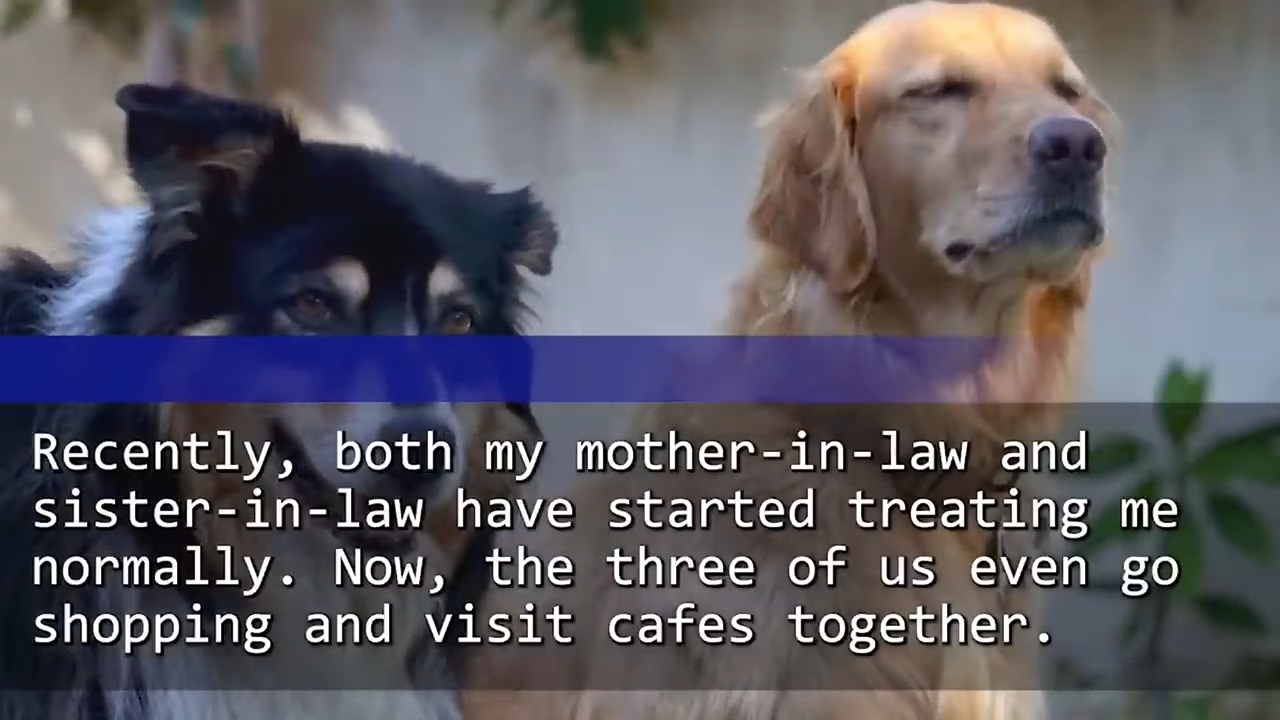 Recently, both my mother-in-law and
sister-in-law have started treating me
normally. Now, the three of us even go
shopping and visit cafes together.